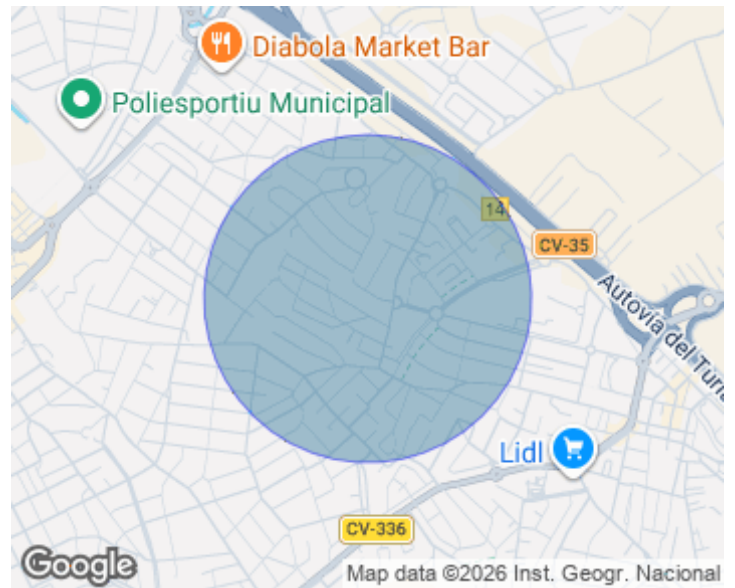 Diabola Market Bar
Poliesportiu Municipal
14
CV-35
Autovía del Turia
Lidl
CV-336
Google
Map data ©2026 Inst. Geogr. Nacional